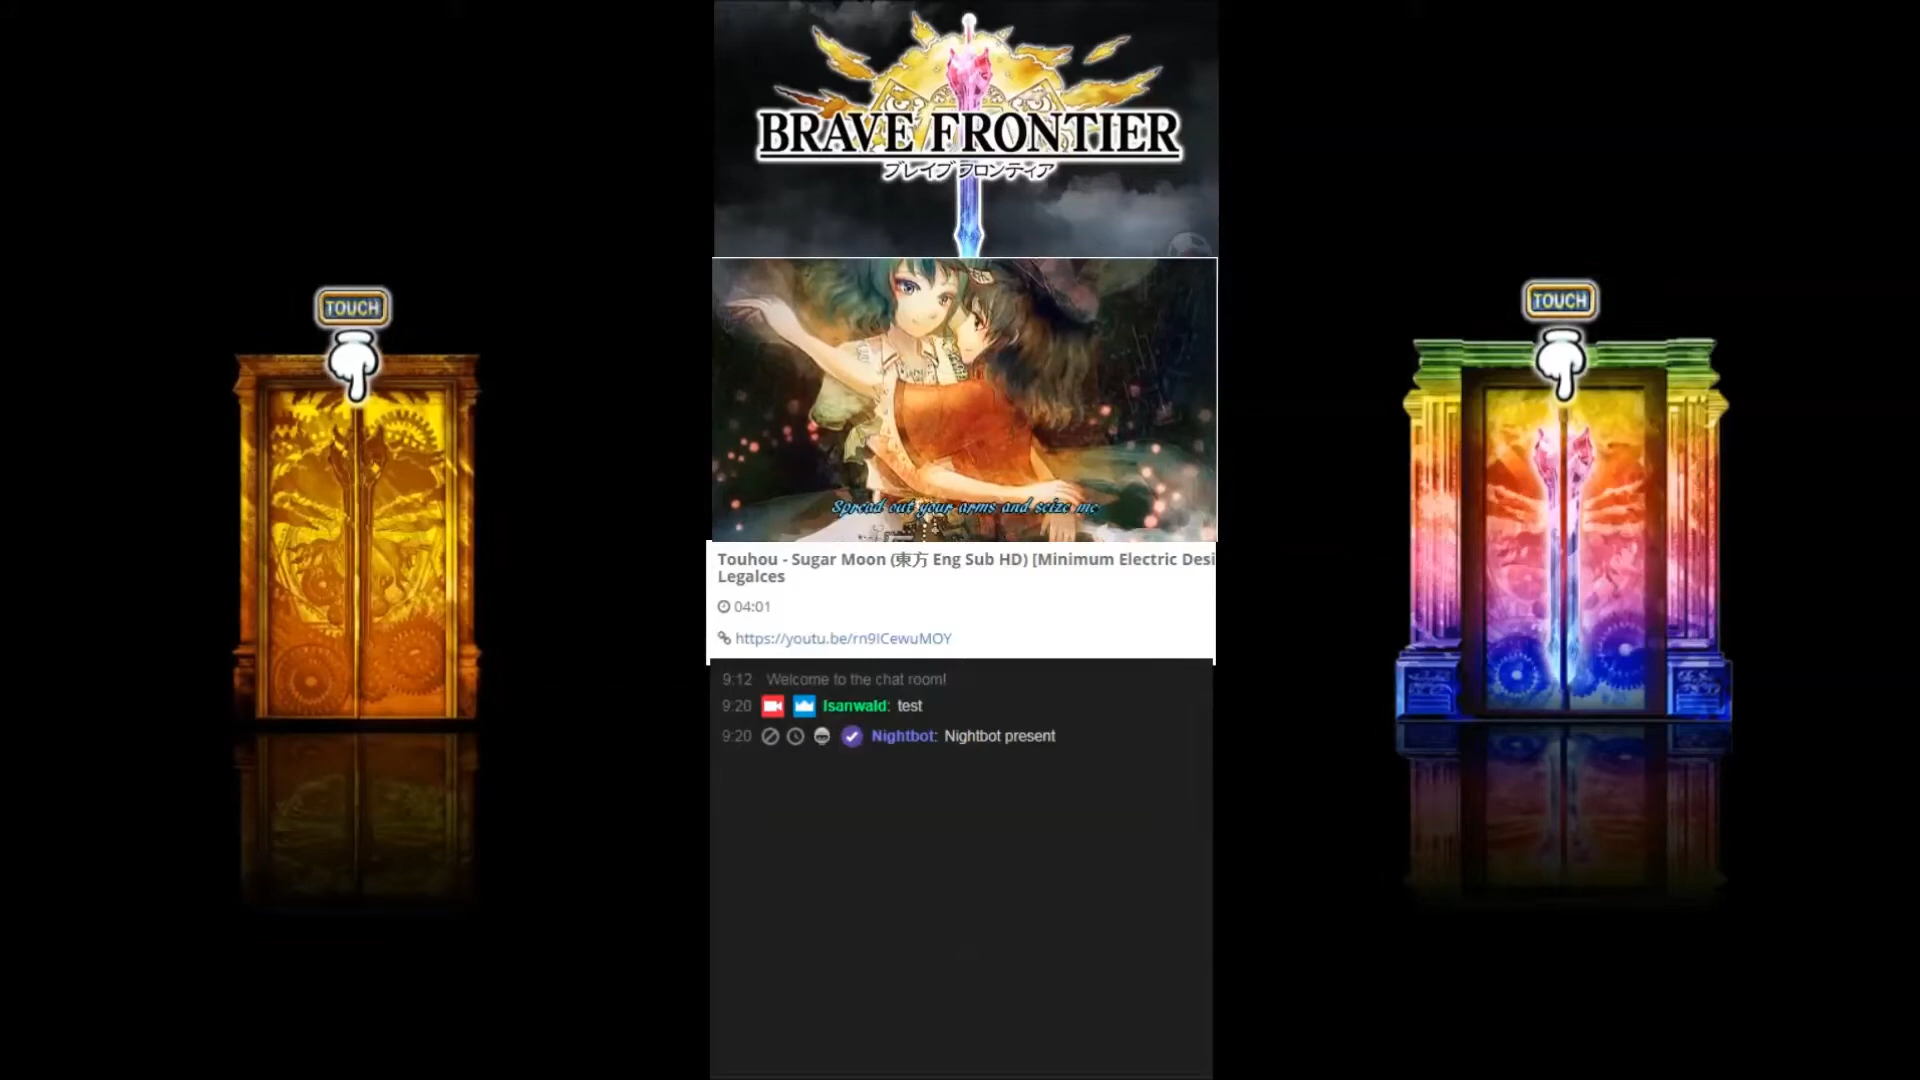 BRAVE FRONTIER
ブレイブ フロンティア
TOUCH
TOUCH
Spread out your arms and seize me
Touhou - Sugar Moon (東方 Eng Sub HD) [Minimum Electric Desi
Legalces
04:01
https://youtu.be/rn9ICewuMOY
9:12 Welcome to the chat room!
9:20 Isanwald: test
9:20 Nightbot: Nightbot present